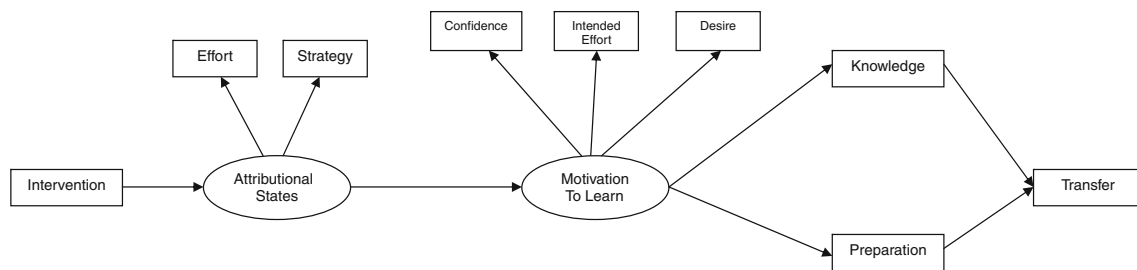 Confidence
Intended
Effort
Desire
Effort
Strategy
Knowledge
Intervention
Attributional
States
Motivation
To Learn
Transfer
Preparation